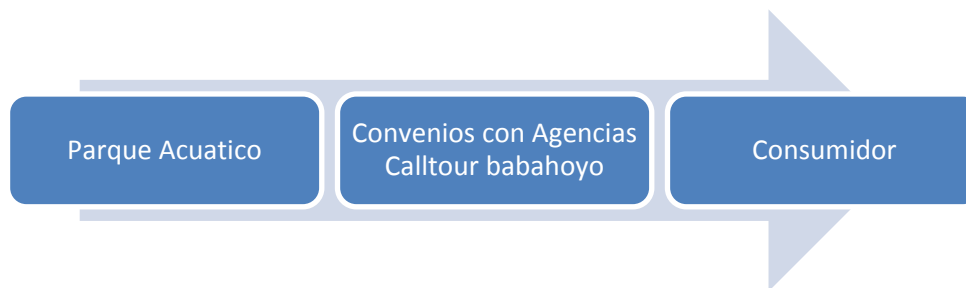 Parque Acuatico
Convenios con Agencias
Calltour babahoyo
Consumidor